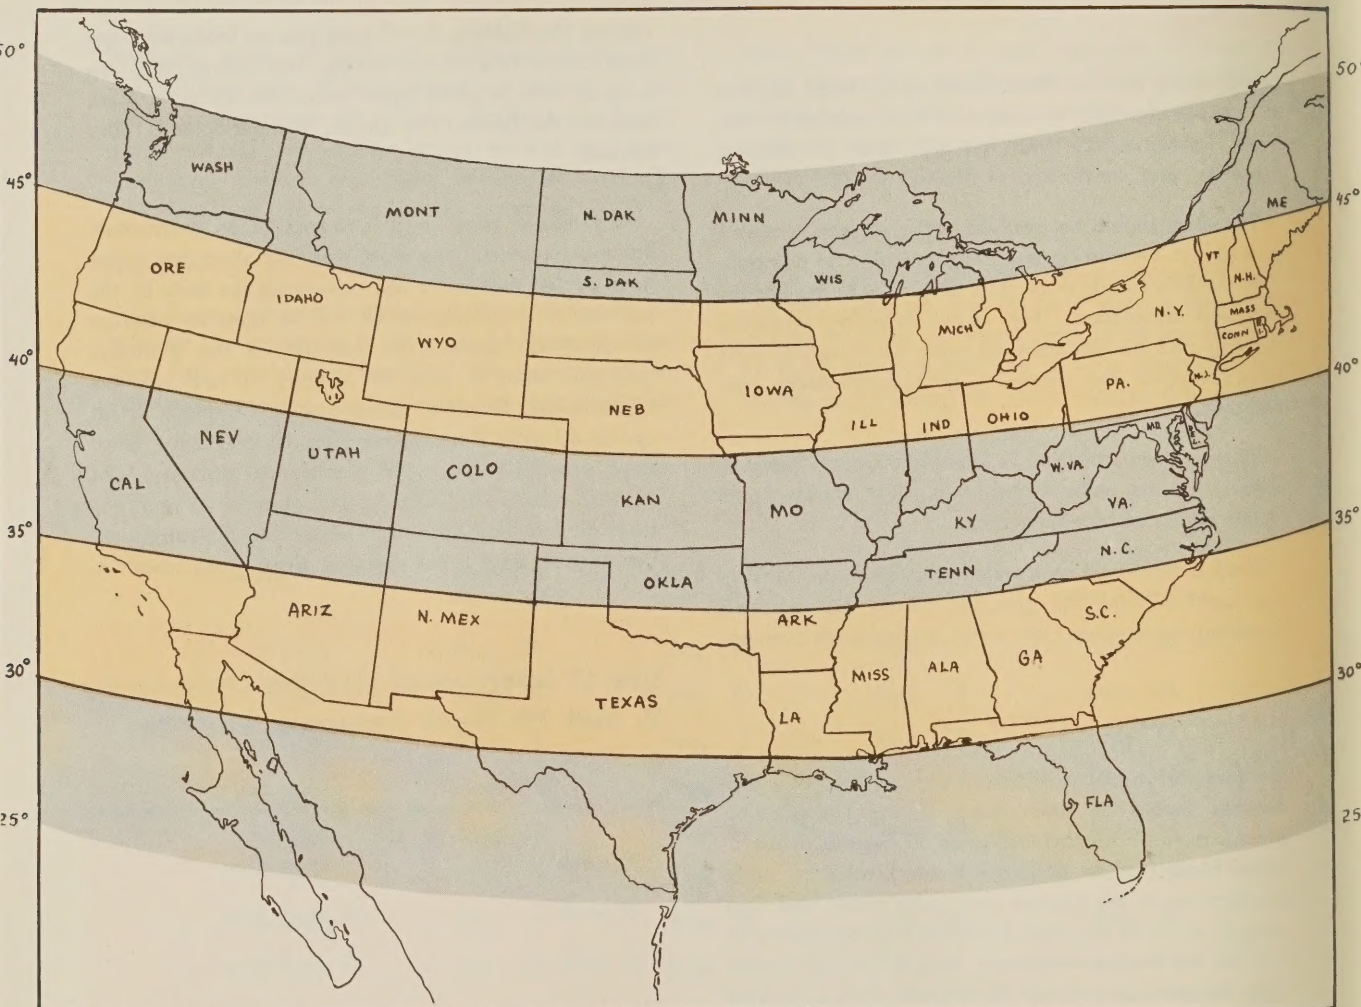 50°
50°
WASH
MONT
N. DAK
MINN
45°
45°
ME
ORE
S. DAK
WIS
VT
IDAHO
N.H.
WYO
MICH
N.Y.
MASS
CONN
R.I.
40°
40°
NEB
IOWA
PA.
N.J.
ILL
IND
OHIO
NEV
UTAH
COLO
MD
DEL
CAL
KAN
MO
W.VA.
VA.
KY
35°
35°
OKLA
TENN
N.C.
ARIZ
N. MEX
ARK
S.C.
30°
30°
TEXAS
LA
MISS
ALA
GA
25°
25°
FLA